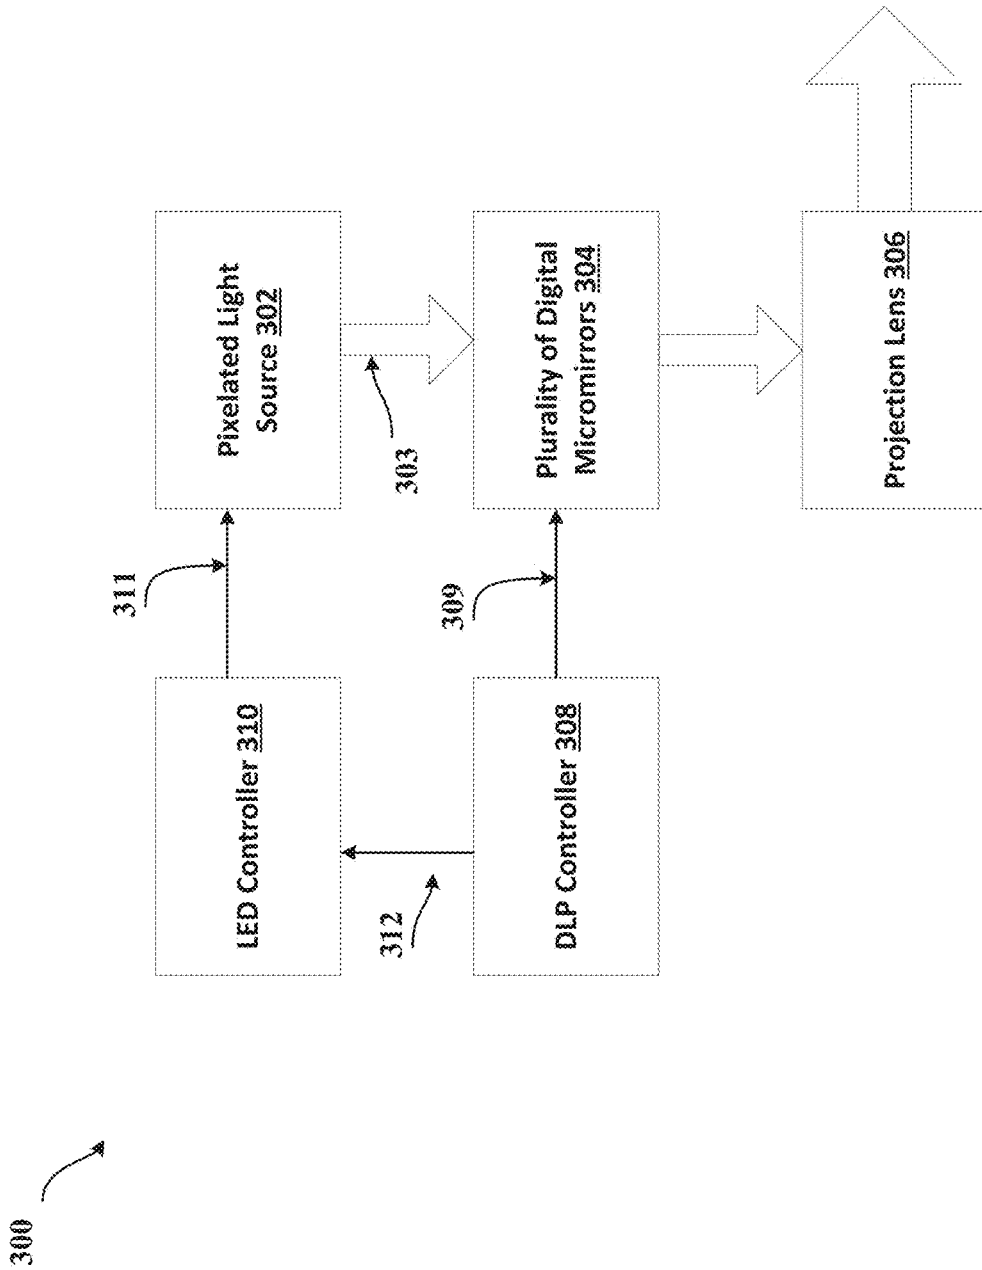 300
LED Controller 310
311
Pixelated Light
Source 302
312
303
DLP Controller 308
309
Plurality of Digital
Micromirrors 304
Projection Lens 306